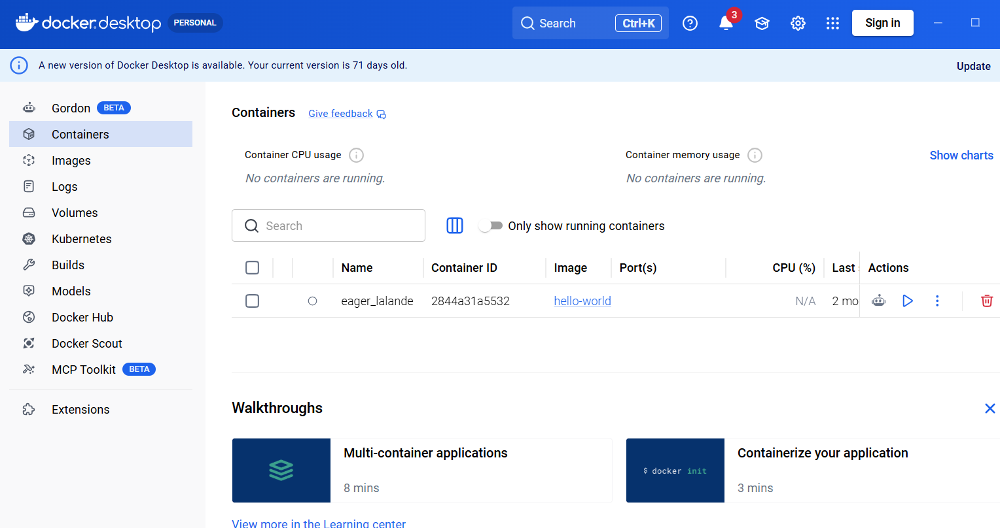 docker.desktop PERSONAL Search Ctrl+K 3 Sign in
A new version of Docker Desktop is available. Your current version is 71 days old. Update
Gordon BETA
Containers
Images
Logs
Volumes
Kubernetes
Builds
Models
Docker Hub
Docker Scout
MCP Toolkit BETA
Extensions
Containers Give feedback
Container CPU usage Container memory usage Show charts
No containers are running. No containers are running.
Search Only show running containers
Name Container ID Image Port(s) CPU (%) Last Actions
eager_lalande 2844a31a5532 hello-world N/A 2 mo
Walkthroughs
Multi-container applications
8 mins
$ docker init
Containerize your application
3 mins
View more in the Learning center